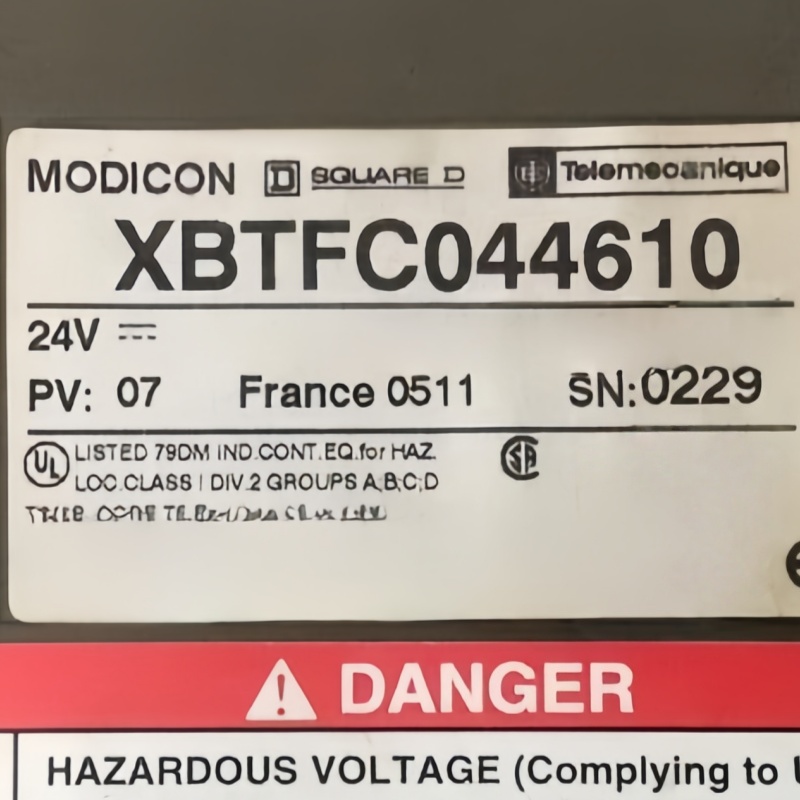 MODICON D SQUARE D Telemecanique
XBTFC044610
24V
PV: 07 France 0511 SN:0229
UL LISTED 79DM IND.CONT.EQ.for HAZ.
LOC.CLASS I DIV.2 GROUPS A,B,C,D
DANGER
HAZARDOUS VOLTAGE (Complying to